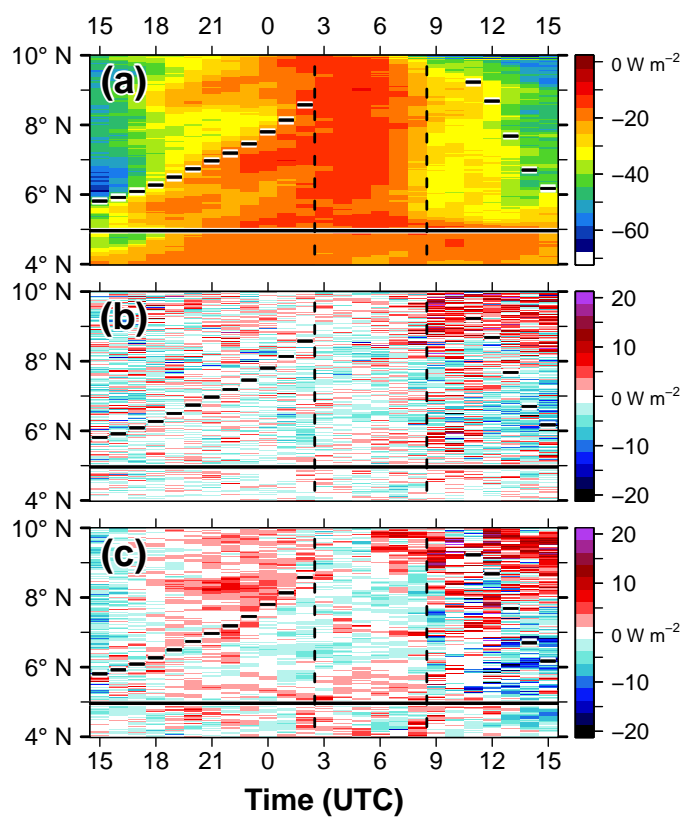 15 18 21 0 3 6 9 12 15
10° N (a) 0 W m⁻²
8° N −20
6° N −40
4° N −60
10° N (b) 20
8° N 10
0 W m⁻²
6° N −10
4° N −20
10° N (c) 20
8° N 10
0 W m⁻²
6° N −10
4° N −20
15 18 21 0 3 6 9 12 15
Time (UTC)